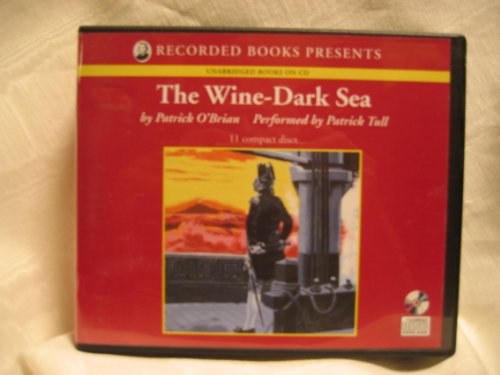 RECORDED BOOKS PRESENTS
UNABRIDGED BOOKS ON CD
The Wine-Dark Sea
by Patrick O'Brian Performed by Patrick Tull
11 compact discs